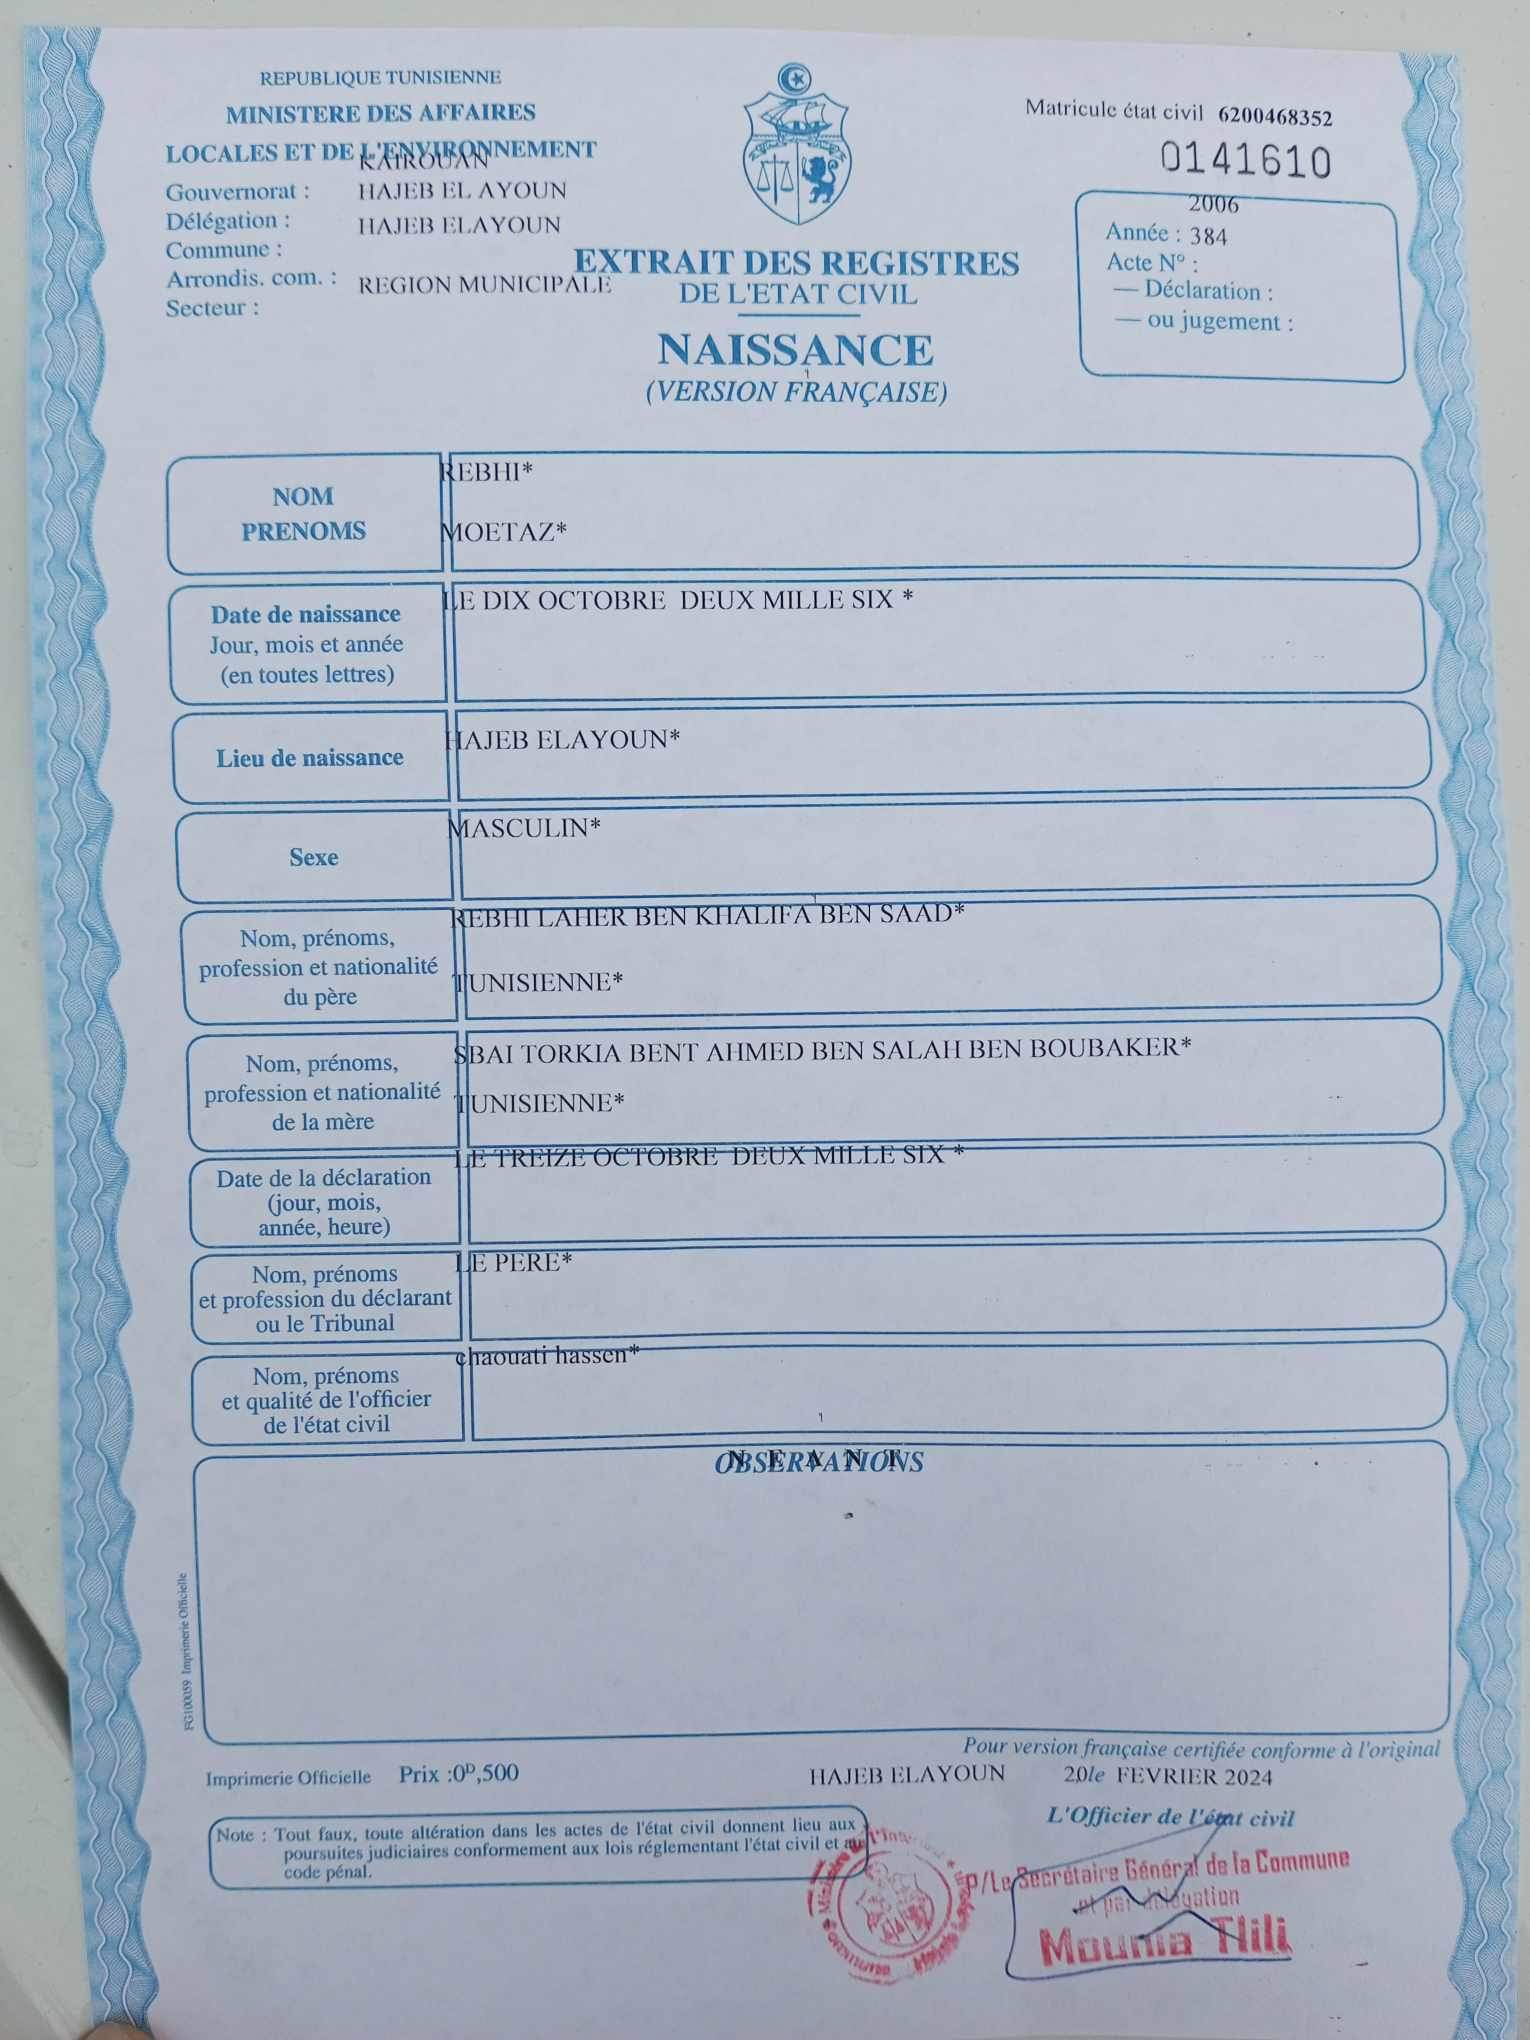 REPUBLIQUE TUNISIENNE
MINISTERE DES AFFAIRES
LOCALES ET DE L'ENVIRONNEMENT
KAIROUAN
Gouvernorat : HAJEB EL AYOUN
Délégation :
HAJEB ELAYOUN
Commune :
Arrondis. com. : REGION MUNICIPALE
Secteur :
Matricule état civil 6200468352
0141610
2006
Année : 384
Acte N° :
— Déclaration :
— ou jugement :
EXTRAIT DES REGISTRES
DE L'ETAT CIVIL
NAISSANCE
(VERSION FRANÇAISE)
NOM
PRENOMS
REBHI*
MOETAZ*
Date de naissance
Jour, mois et année
(en toutes lettres)
LE DIX OCTOBRE DEUX MILLE SIX *
Lieu de naissance
HAJEB ELAYOUN*
Sexe
MASCULIN*
Nom, prénoms,
profession et nationalité
du père
REBHI LAHER BEN KHALIFA BEN SAAD*
TUNISIENNE*
Nom, prénoms,
profession et nationalité
de la mère
SBAI TORKIA BENT AHMED BEN SALAH BEN BOUBAKER*
TUNISIENNE*
Date de la déclaration
(jour, mois,
année, heure)
LE TREIZE OCTOBRE DEUX MILLE SIX *
Nom, prénoms
et profession du déclarant
ou le Tribunal
LE PERE*
Nom, prénoms
et qualité de l'officier
de l'état civil
chaouati hassen*
OBSERVATIONS
N E A N T
FG100059 Imprimerie Officielle
Pour version française certifiée conforme à l'original
Imprimerie Officielle Prix :0D,500
HAJEB ELAYOUN 20 le FEVRIER 2024
L'Officier de l'état civil
Note : Tout faux, toute altération dans les actes de l'état civil donnent lieu aux
poursuites judiciaires conformement aux lois réglementant l'état civil et au
code pénal.
P/Le Secrétaire Général de la Commune
et par délégation
Mounia Tlili